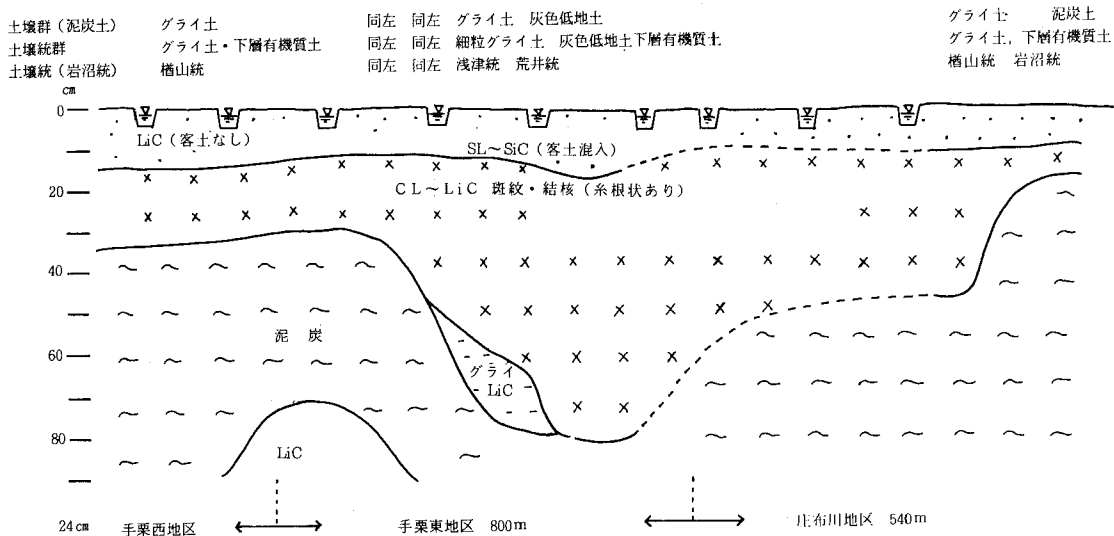 土壌群(泥炭土) グライ土 同左 同左 グライ土 灰色低地土 グライ土 泥炭土
土壌統群 グライ土・下層有機質土 同左 同左 細粒グライ土 灰色低地土下層有機質土 グライ土,下層有機質土
土壌統(岩沼統) 楢山統 同左 同左 浅津統 荒井統 楢山統 岩沼統
cm
0
LiC(客土なし)
SL~SiC(客土混入)
CL~LiC 斑紋・結核(糸根状あり)
20
40
泥炭
60
グライ
LiC
80
LiC
24cm 手栗西地区 手栗東地区 800m 庄布川地区 540m